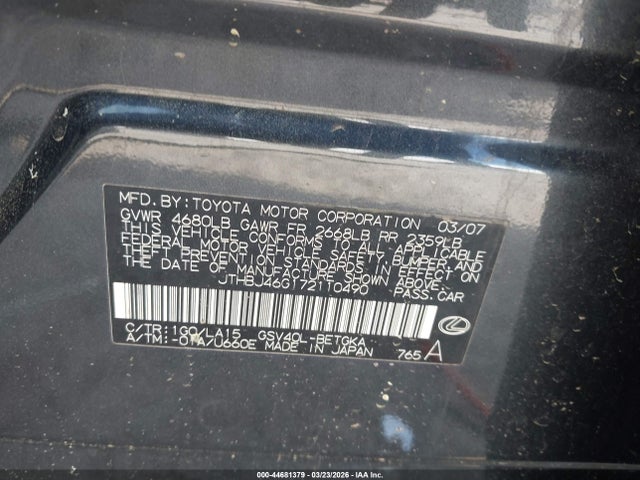 MFD. BY: TOYOTA MOTOR CORPORATION 03/07
GVWR 4680LB GAWR FR 2668LB RR 2359LB
THIS VEHICLE CONFORMS TO ALL APPLICABLE
FEDERAL MOTOR VEHICLE SAFETY, BUMPER, AND
THEFT PREVENTION STANDARDS IN EFFECT ON
THE DATE OF MANUFACTURE SHOWN ABOVE.
JTHBJ46G172110490 PASS. CAR
C/TR: 1G0/LA15 GSV40L-BETGKA
A/TM: -01A/U660E MADE IN JAPAN 765 A
000-44681379 - 03/23/2026 - IAA Inc.